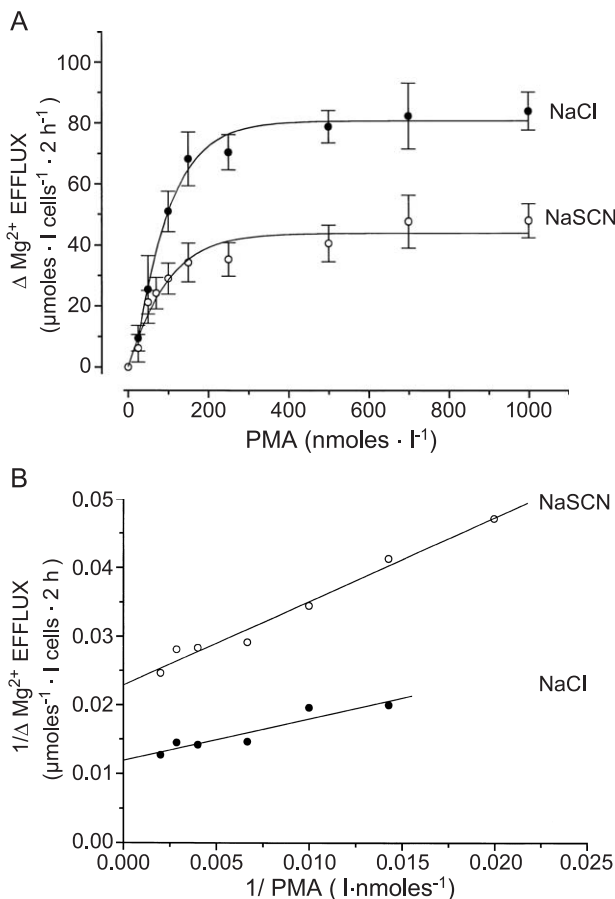 A
Δ Mg²⁺ EFFLUX
(μmoles · l cells⁻¹ · 2 h⁻¹)
100
80
60
40
20
0
NaCl
NaSCN
0 200 400 600 800 1000
PMA (nmoles · l⁻¹)
B
1/Δ Mg²⁺ EFFLUX
(μmoles⁻¹ · l cells · 2 h)
0.05
0.04
0.03
0.02
0.01
0.00
NaSCN
NaCl
0.000 0.005 0.010 0.015 0.020 0.025
1/ PMA ( l·nmoles⁻¹)